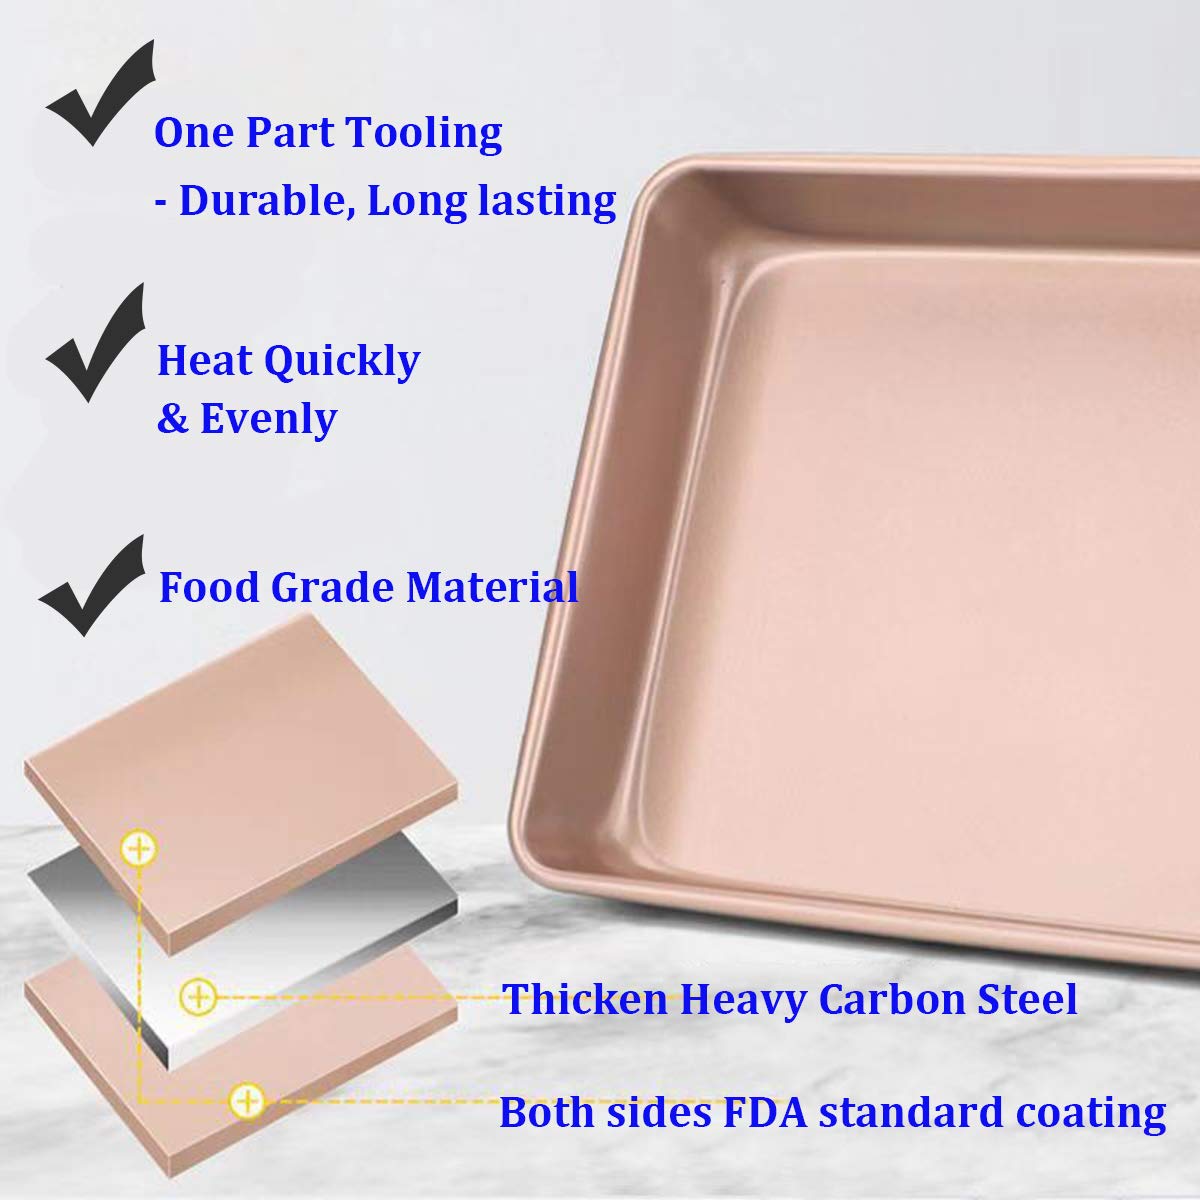 One Part Tooling
- Durable, Long lasting
Heat Quickly
& Evenly
Food Grade Material
Thicken Heavy Carbon Steel
Both sides FDA standard coating